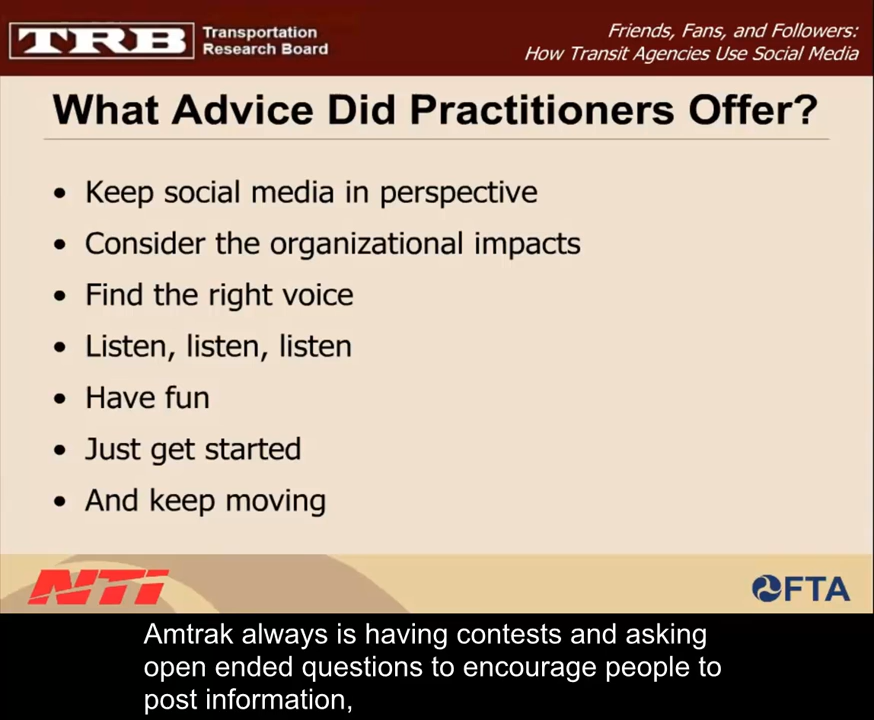 TRB
Transportation
Research Board
Friends, Fans, and Followers:
How Transit Agencies Use Social Media
What Advice Did Practitioners Offer?
• Keep social media in perspective
• Consider the organizational impacts
• Find the right voice
• Listen, listen, listen
• Have fun
• Just get started
• And keep moving
NTI
FTA
Amtrak always is having contests and asking
open ended questions to encourage people to
post information,